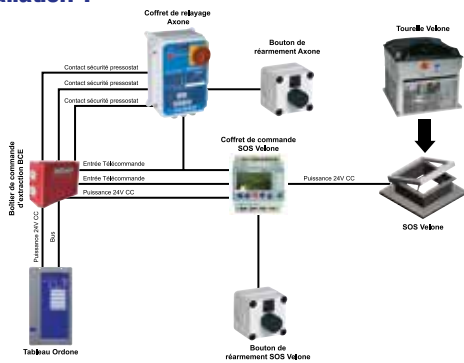 Coffret de relayage
Axone
Tourelle Velone
Bouton de
réarmement Axone
Contact sécurité pressostat
Contact sécurité pressostat
Contact sécurité pressostat
Coffret de commande
SOS Velone
Boîtier de commande
d'extraction BCE
Entrée Télécommande
Entrée Télécommande
Puissance 24V CC
Puissance 24V CC
SOS Velone
Puissance 24V CC
Bus
Tableau Ordone
Bouton de
réarmement SOS Velone